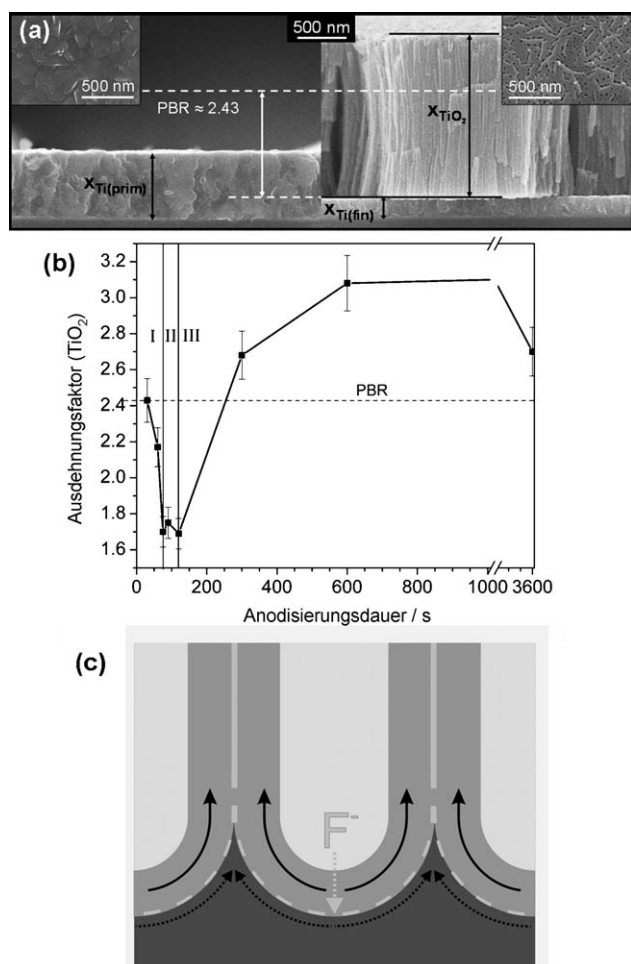 (a)
500 nm
500 nm
500 nm
PBR ≈ 2.43
xTiO₂
xTi(prim)
xTi(fin)
(b)
Ausdehnungsfaktor (TiO₂)
3.2
3.0
2.8
2.6
2.4
2.2
2.0
1.8
1.6
I II III
PBR
0 200 400 600 800 1000 3600
Anodisierungsdauer / s
(c)
F⁻